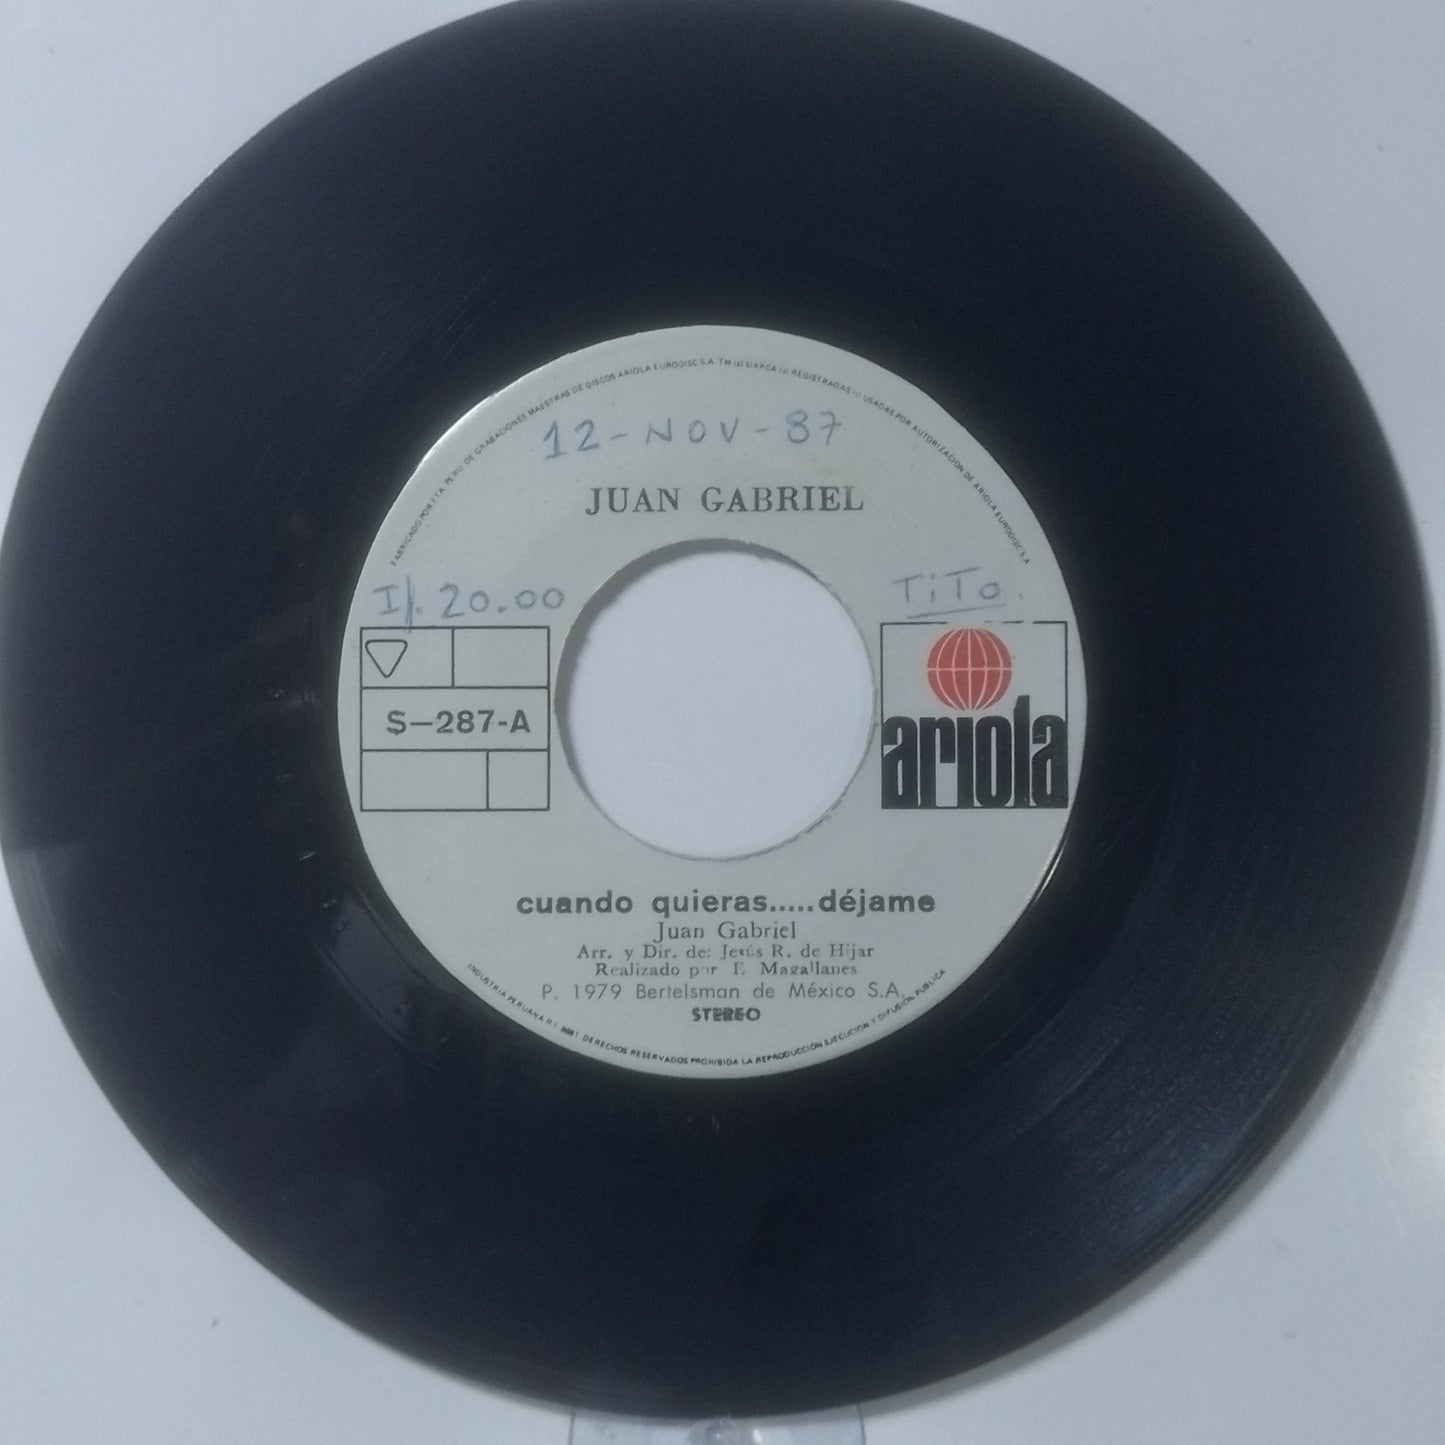 FABRICADO POR FTA PERU DE GRABACIONES MAESTRAS DE DISCOS ARIOLA EURODISC S.A. TM (s) MARCA (s) REGISTRADAS (s) USADAS POR AUTORIZACION DE ARIOLA EURODISC S.A
12-NOV-87
JUAN GABRIEL
I/. 20.00
TiTo
S-287-A
ariola
cuando quieras.....déjame
Juan Gabriel
Arr. y Dir. de: Jesús R. de Hijar
Realizado por E. Magallanes
P. 1979 Bertelsman de México S.A.
STEREO
INDUSTRIA PERUANA R.I. DERECHOS RESERVADOS PROHIBIDA LA REPRODUCCION EJECUCION Y DIFUSION PUBLICA